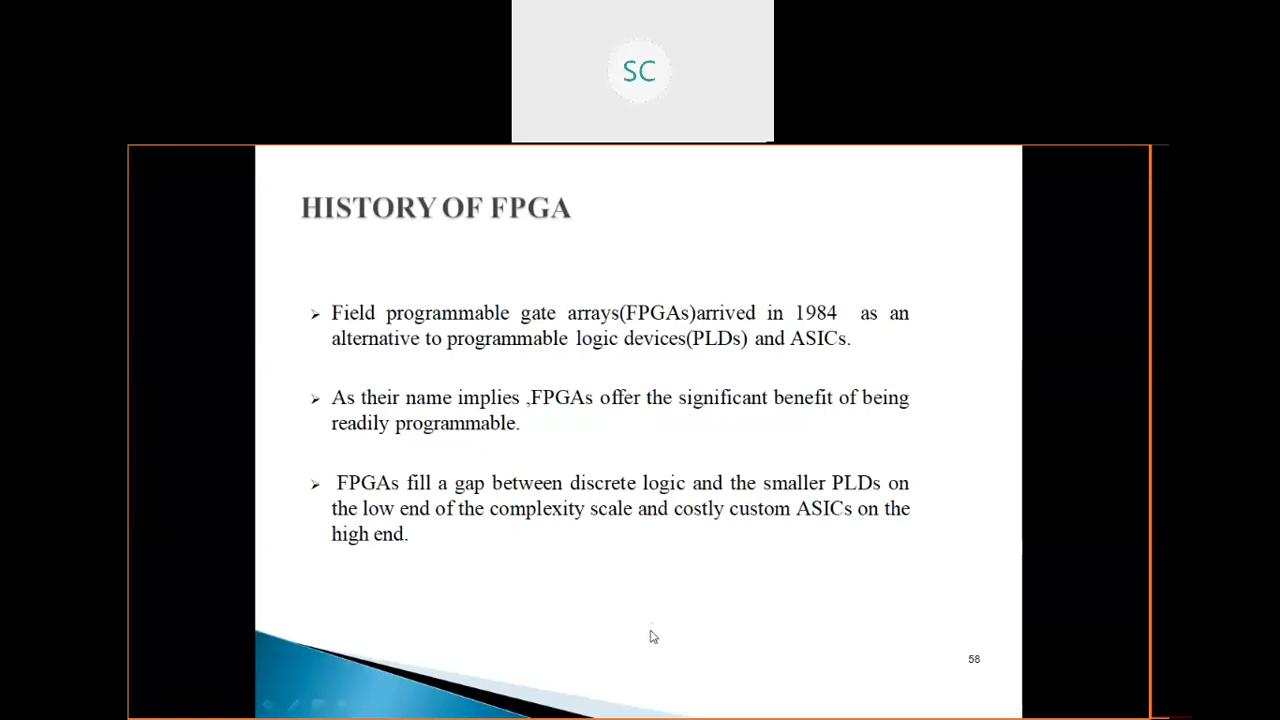 SC
HISTORY OF FPGA
➢ Field programmable gate arrays(FPGAs)arrived in 1984 as an
alternative to programmable logic devices(PLDs) and ASICs.
➢ As their name implies ,FPGAs offer the significant benefit of being
readily programmable.
➢ FPGAs fill a gap between discrete logic and the smaller PLDs on
the low end of the complexity scale and costly custom ASICs on the
high end.
58